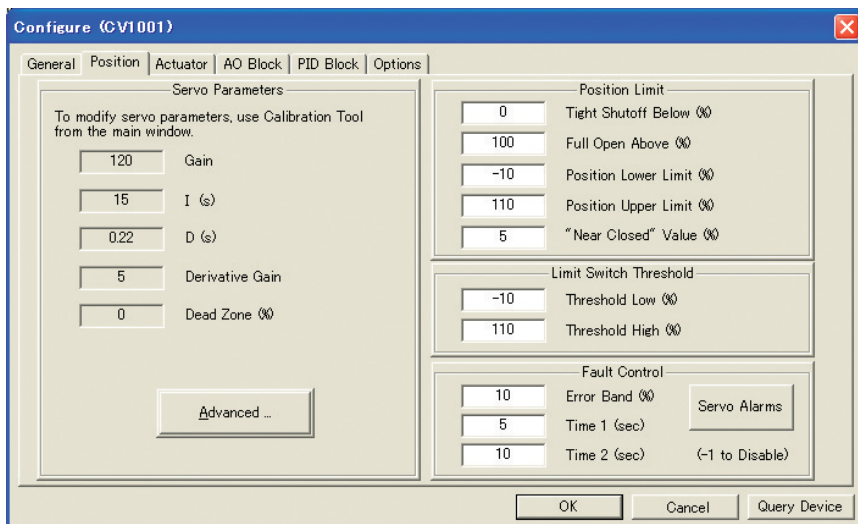 Configure (CV1001)
General Position Actuator AO Block PID Block Options
Servo Parameters
To modify servo parameters, use Calibration Tool
from the main window.
120 Gain
15 I (s)
0.22 D (s)
5 Derivative Gain
0 Dead Zone (%)
Advanced ...
Position Limit
0 Tight Shutoff Below (%)
100 Full Open Above (%)
-10 Position Lower Limit (%)
110 Position Upper Limit (%)
5 "Near Closed" Value (%)
Limit Switch Threshold
-10 Threshold Low (%)
110 Threshold High (%)
Fault Control
10 Error Band (%)
5 Time 1 (sec)
10 Time 2 (sec)
Servo Alarms
(-1 to Disable)
OK Cancel Query Device